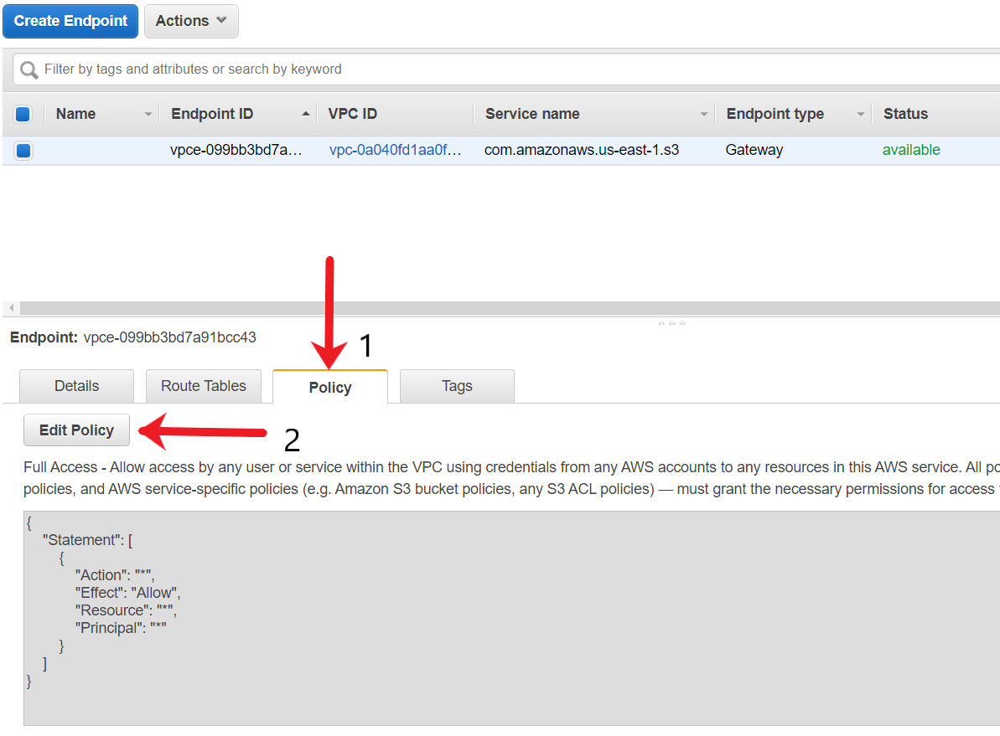 Create Endpoint Actions
Filter by tags and attributes or search by keyword
Name Endpoint ID VPC ID Service name Endpoint type Status
vpce-099bb3bd7a… vpc-0a040fd1aa0f… com.amazonaws.us-east-1.s3 Gateway available
Endpoint: vpce-099bb3bd7a91bcc43
1
Details Route Tables Policy Tags
Edit Policy
2
Full Access - Allow access by any user or service within the VPC using credentials from any AWS accounts to any resources in this AWS service. All po
policies, and AWS service-specific policies (e.g. Amazon S3 bucket policies, any S3 ACL policies) — must grant the necessary permissions for access
{
"Statement": [
{
"Action": "*",
"Effect": "Allow",
"Resource": "*",
"Principal": "*"
}
]
}